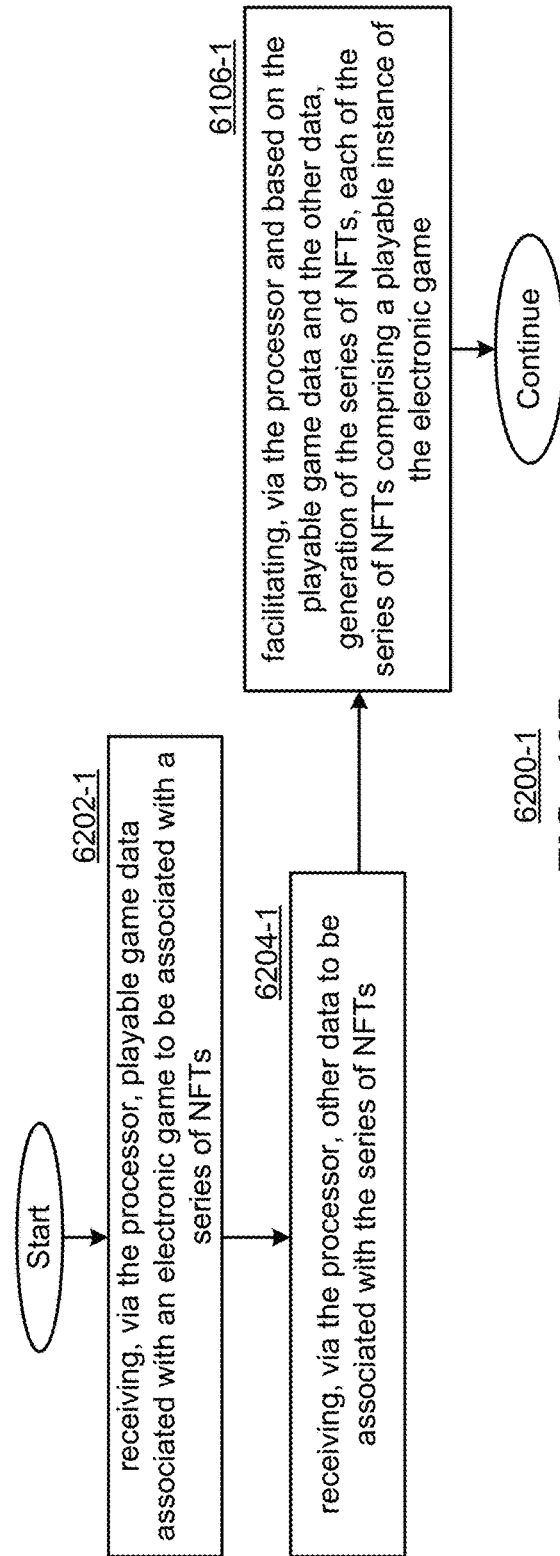 Start
6202-1
receiving, via the processor, playable game data
associated with an electronic game to be associated with a
series of NFTs
6204-1
receiving, via the processor, other data to be
associated with the series of NFTs
6106-1
facilitating, via the processor and based on the
playable game data and the other data,
generation of the series of NFTs, each of the
series of NFTs comprising a playable instance of
the electronic game
Continue
6200-1